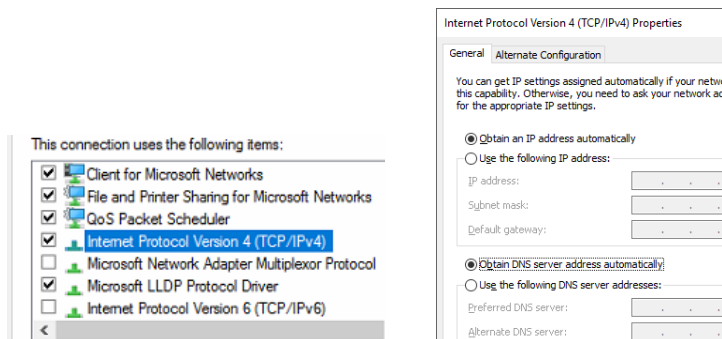 This connection uses the following items:
Client for Microsoft Networks
File and Printer Sharing for Microsoft Networks
QoS Packet Scheduler
Internet Protocol Version 4 (TCP/IPv4)
Microsoft Network Adapter Multiplexor Protocol
Microsoft LLDP Protocol Driver
Internet Protocol Version 6 (TCP/IPv6)
Internet Protocol Version 4 (TCP/IPv4) Properties
General Alternate Configuration
You can get IP settings assigned automatically if your
this capability. Otherwise, you need to ask your network
for the appropriate IP settings.
Obtain an IP address automatically
Use the following IP address:
IP address:
Subnet mask:
Default gateway:
Obtain DNS server address automatically
Use the following DNS server addresses:
Preferred DNS server:
Alternate DNS server: